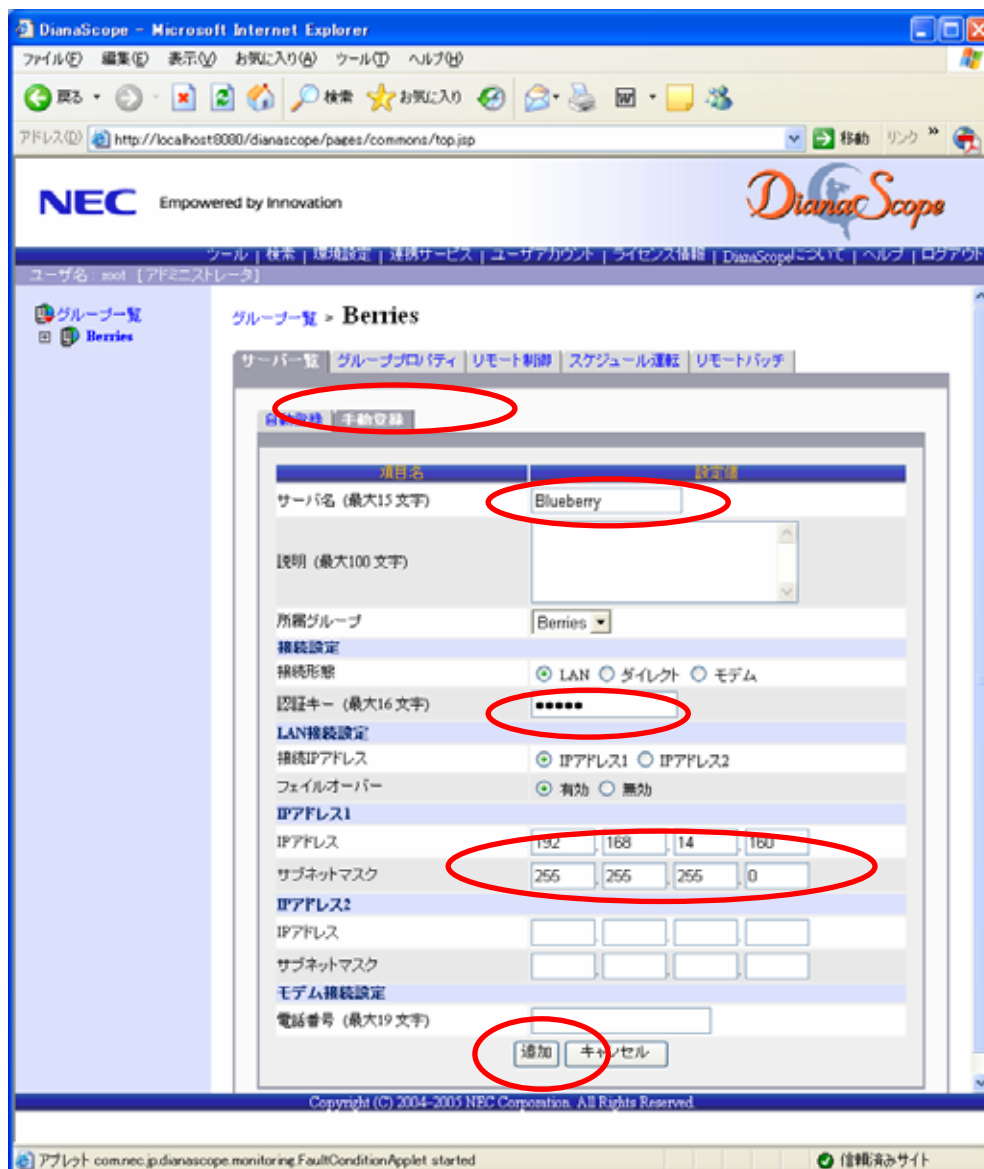 DianaScope - Microsoft Internet Explorer
ファイル(F) 編集(E) 表示(V) お気に入り(A) ツール(T) ヘルプ(H)
戻る 検索 お気に入り
アドレス(D) http://localhost:8080/dianascope/pages/commons/top.jsp 移動 リンク »
NEC Empowered by Innovation DianaScope
ツール | 検索 | 環境設定 | 連携サービス | ユーザアカウント | ライセンス情報 | DianaScopeについて | ヘルプ | ログアウト
ユーザ名 : root [アドミニストレータ]
グループ一覧
Berries
グループ一覧 > Berries
サーバ一覧 グループプロパティ リモート制御 スケジュール運転 リモートバッチ
自動登録 手動登録
項目名 設定値
サーバ名 (最大15 文字) Blueberry
説明 (最大100 文字)
所属グループ Berries
接続設定
接続形態 LAN ダイレクト モデム
認証キー (最大16 文字) •••••
LAN接続設定
接続IPアドレス IPアドレス1 IPアドレス2
フェイルオーバー 有効 無効
IPアドレス1
IPアドレス 192 . 168 . 14 . 160
サブネットマスク 255 . 255 . 255 . 0
IPアドレス2
IPアドレス . . .
サブネットマスク . . .
モデム接続設定
電話番号 (最大19 文字)
追加 キャンセル
Copyright (C) 2004-2005 NEC Corporation. All Rights Reserved.
アプレット com.nec.jp.dianascope.monitoring.FaultConditionApplet started 信頼済みサイト